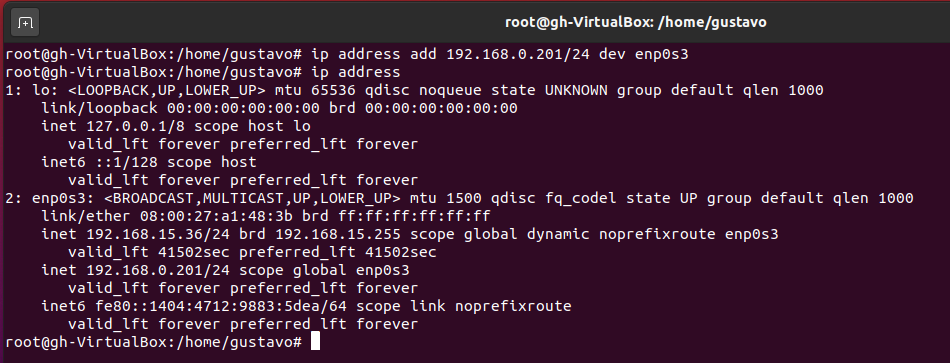 root@gh-VirtualBox: /home/gustavo
root@gh-VirtualBox:/home/gustavo# ip address add 192.168.0.201/24 dev enp0s3
root@gh-VirtualBox:/home/gustavo# ip address
1: lo: <LOOPBACK,UP,LOWER_UP> mtu 65536 qdisc noqueue state UNKNOWN group default qlen 1000
    link/loopback 00:00:00:00:00:00 brd 00:00:00:00:00:00
    inet 127.0.0.1/8 scope host lo
       valid_lft forever preferred_lft forever
    inet6 ::1/128 scope host
       valid_lft forever preferred_lft forever
2: enp0s3: <BROADCAST,MULTICAST,UP,LOWER_UP> mtu 1500 qdisc fq_codel state UP group default qlen 1000
    link/ether 08:00:27:a1:48:3b brd ff:ff:ff:ff:ff:ff
    inet 192.168.15.36/24 brd 192.168.15.255 scope global dynamic noprefixroute enp0s3
       valid_lft 41502sec preferred_lft 41502sec
    inet 192.168.0.201/24 scope global enp0s3
       valid_lft forever preferred_lft forever
    inet6 fe80::1404:4712:9883:5dea/64 scope link noprefixroute
       valid_lft forever preferred_lft forever
root@gh-VirtualBox:/home/gustavo#